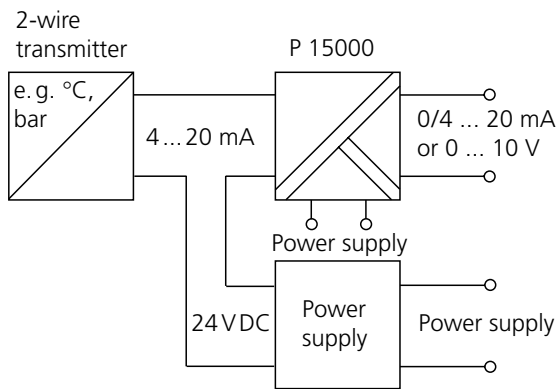 2-wire
transmitter
P 15000
e. g. °C,
bar
4 ... 20 mA
0/4 ... 20 mA
or 0 ... 10 V
Power supply
24 V DC
Power
supply
Power supply